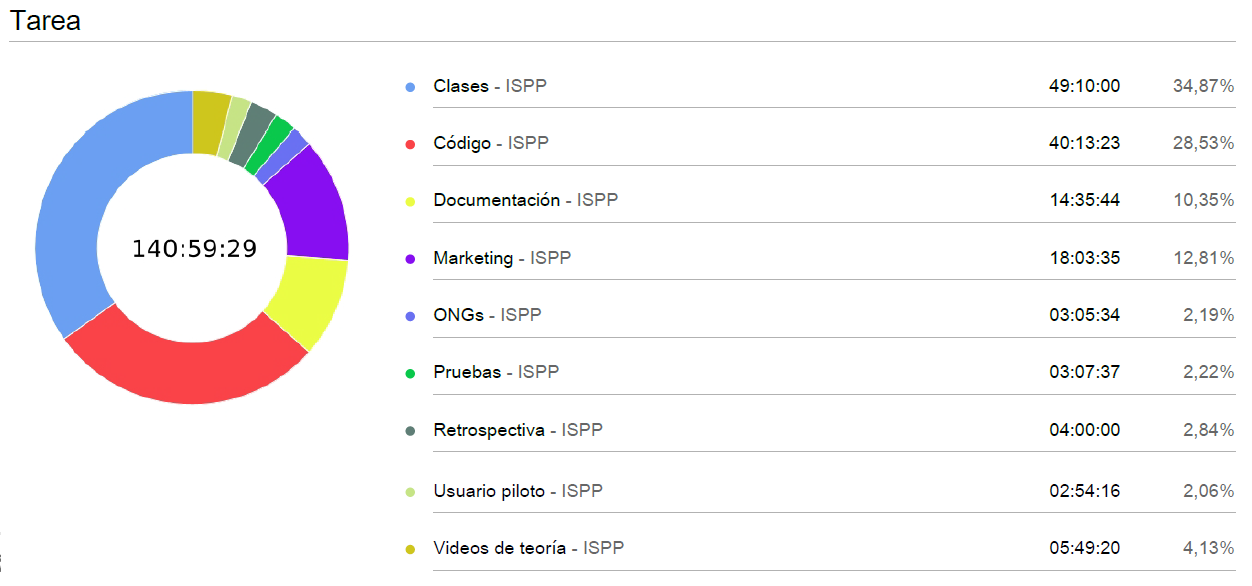 Tarea
140:59:29
Clases - ISPP 49:10:00 34,87%
Código - ISPP 40:13:23 28,53%
Documentación - ISPP 14:35:44 10,35%
Marketing - ISPP 18:03:35 12,81%
ONGs - ISPP 03:05:34 2,19%
Pruebas - ISPP 03:07:37 2,22%
Retrospectiva - ISPP 04:00:00 2,84%
Usuario piloto - ISPP 02:54:16 2,06%
Videos de teoría - ISPP 05:49:20 4,13%